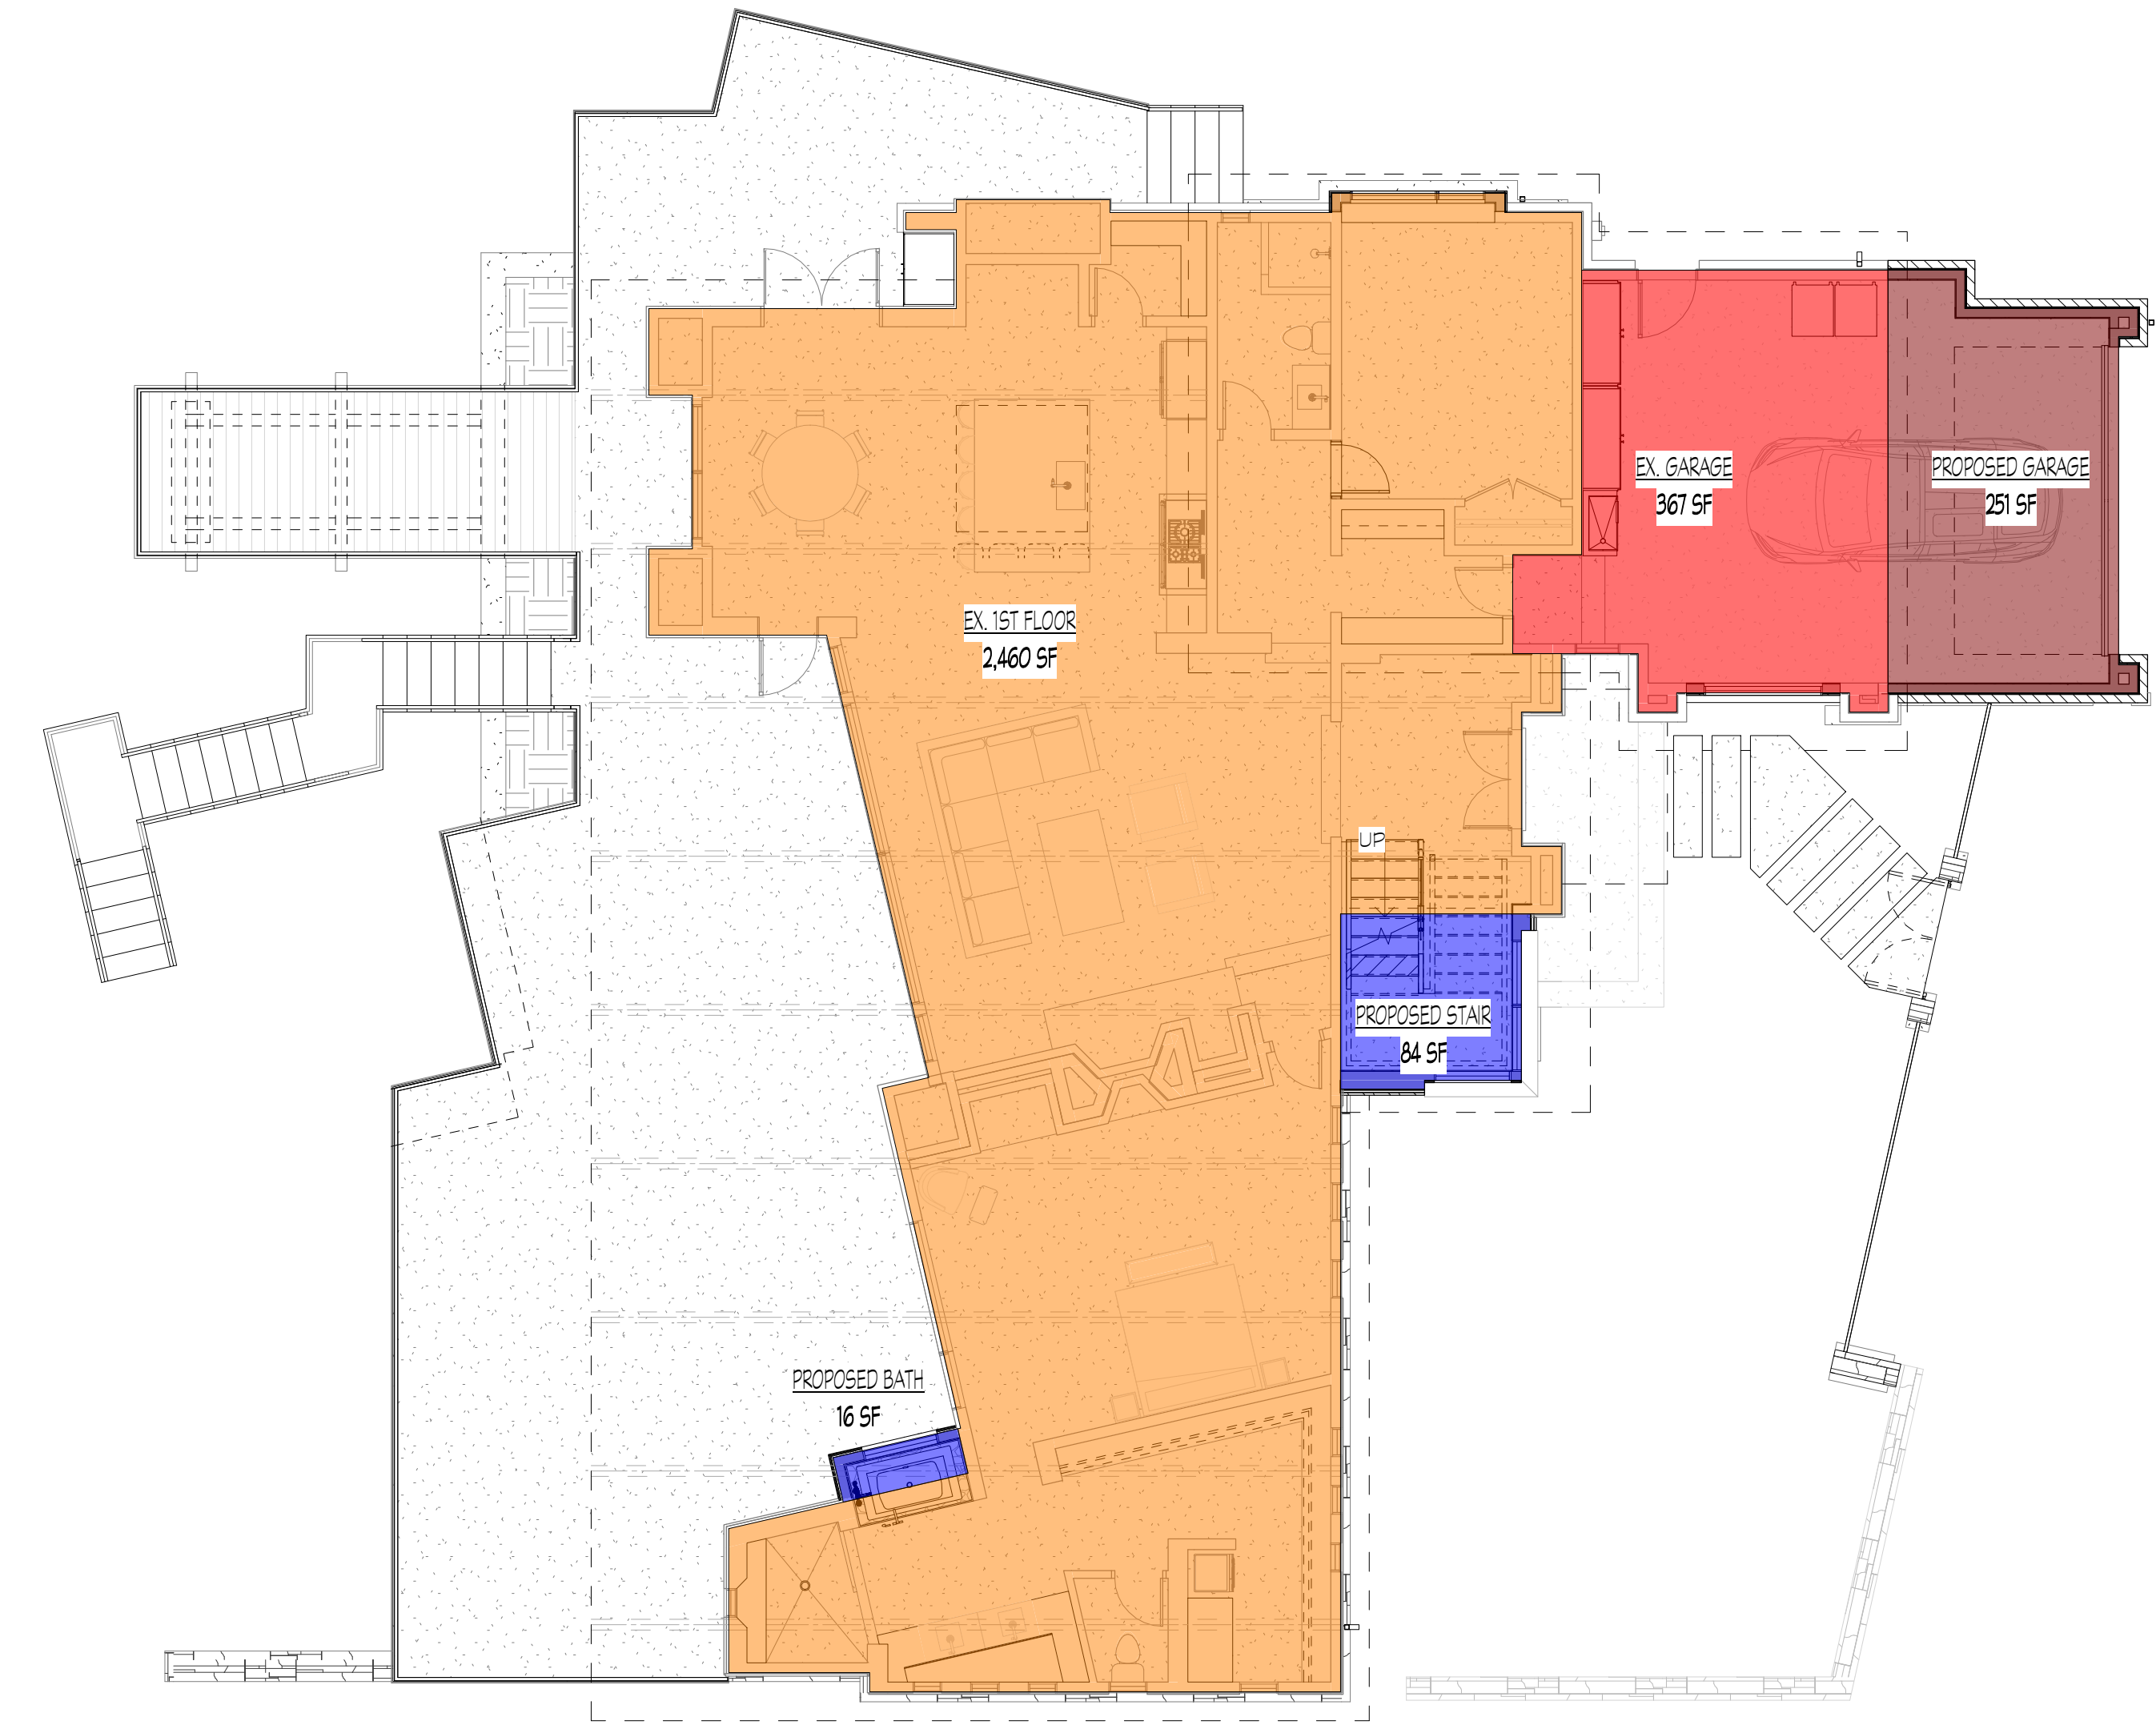 EX. GARAGE
367 SF
PROPOSED GARAGE
251 SF
EX. 1ST FLOOR
2,460 SF
UP
PROPOSED STAIR
84 SF
PROPOSED BATH
16 SF